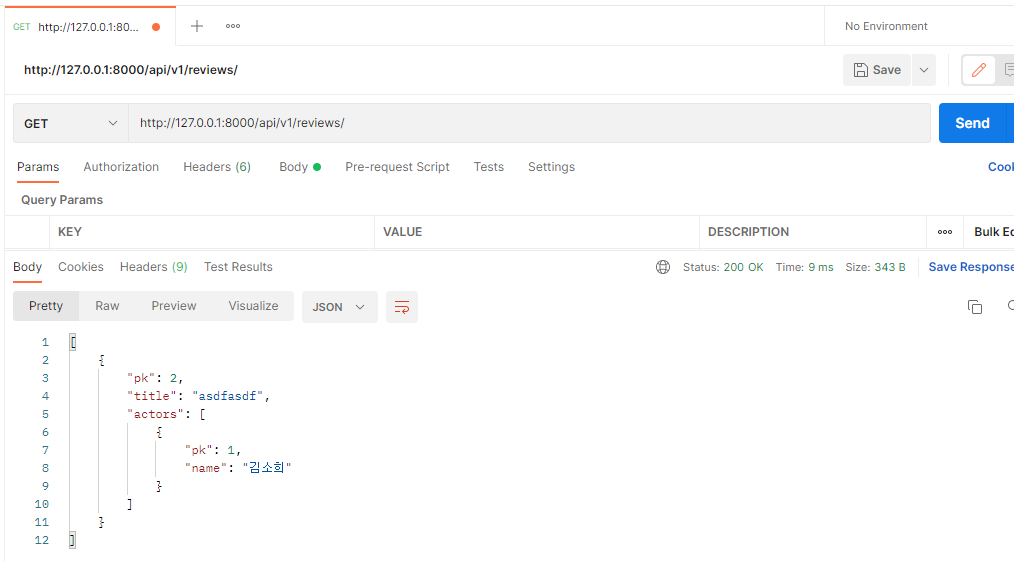 GET http://127.0.0.1:80... No Environment
http://127.0.0.1:8000/api/v1/reviews/ Save
GET http://127.0.0.1:8000/api/v1/reviews/ Send
Params Authorization Headers (6) Body Pre-request Script Tests Settings
Query Params
KEY VALUE DESCRIPTION Bulk
Body Cookies Headers (9) Test Results Status: 200 OK Time: 9 ms Size: 343 B Save Response
Pretty Raw Preview Visualize JSON
1 [
2 {
3 "pk": 2,
4 "title": "asdfasdf",
5 "actors": [
6 {
7 "pk": 1,
8 "name": "김소희"
9 }
10 ]
11 }
12 ]